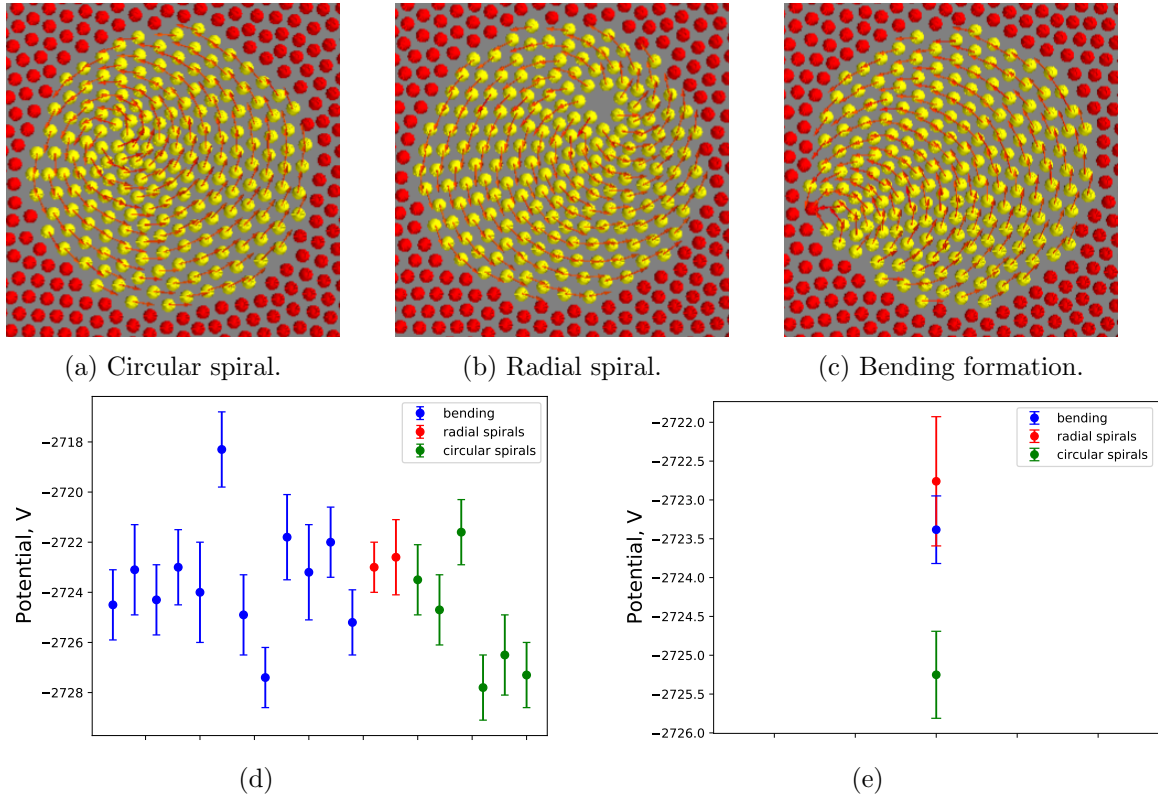 (a) Circular spiral.
(b) Radial spiral.
(c) Bending formation.
bending
radial spirals
circular spirals
Potential, V
−2718
−2720
−2722
−2724
−2726
−2728
(d)
bending
radial spirals
circular spirals
Potential, V
−2722.0
−2722.5
−2723.0
−2723.5
−2724.0
−2724.5
−2725.0
−2725.5
−2726.0
(e)